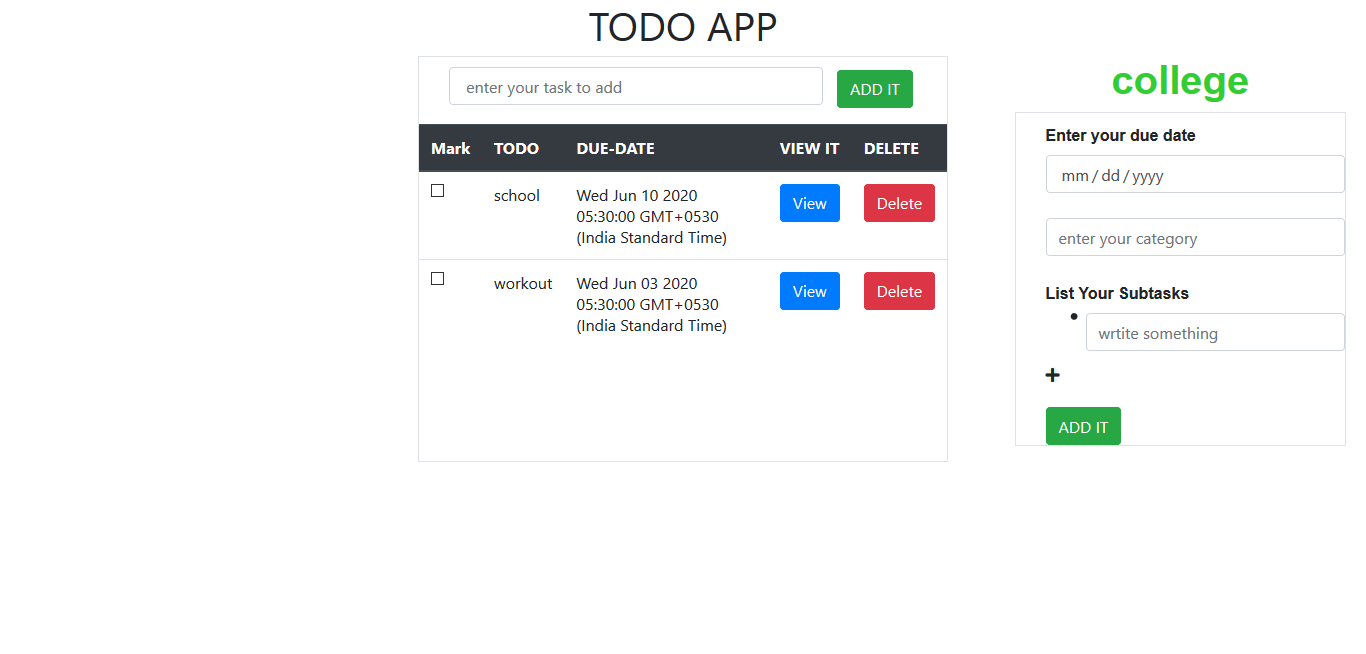 TODO APP
enter your task to add
ADD IT
Mark TODO DUE-DATE VIEW IT DELETE
school
Wed Jun 10 2020
05:30:00 GMT+0530
(India Standard Time)
View
Delete
workout
Wed Jun 03 2020
05:30:00 GMT+0530
(India Standard Time)
View
Delete
college
Enter your due date
mm / dd / yyyy
enter your category
List Your Subtasks
wrtite something
+
ADD IT